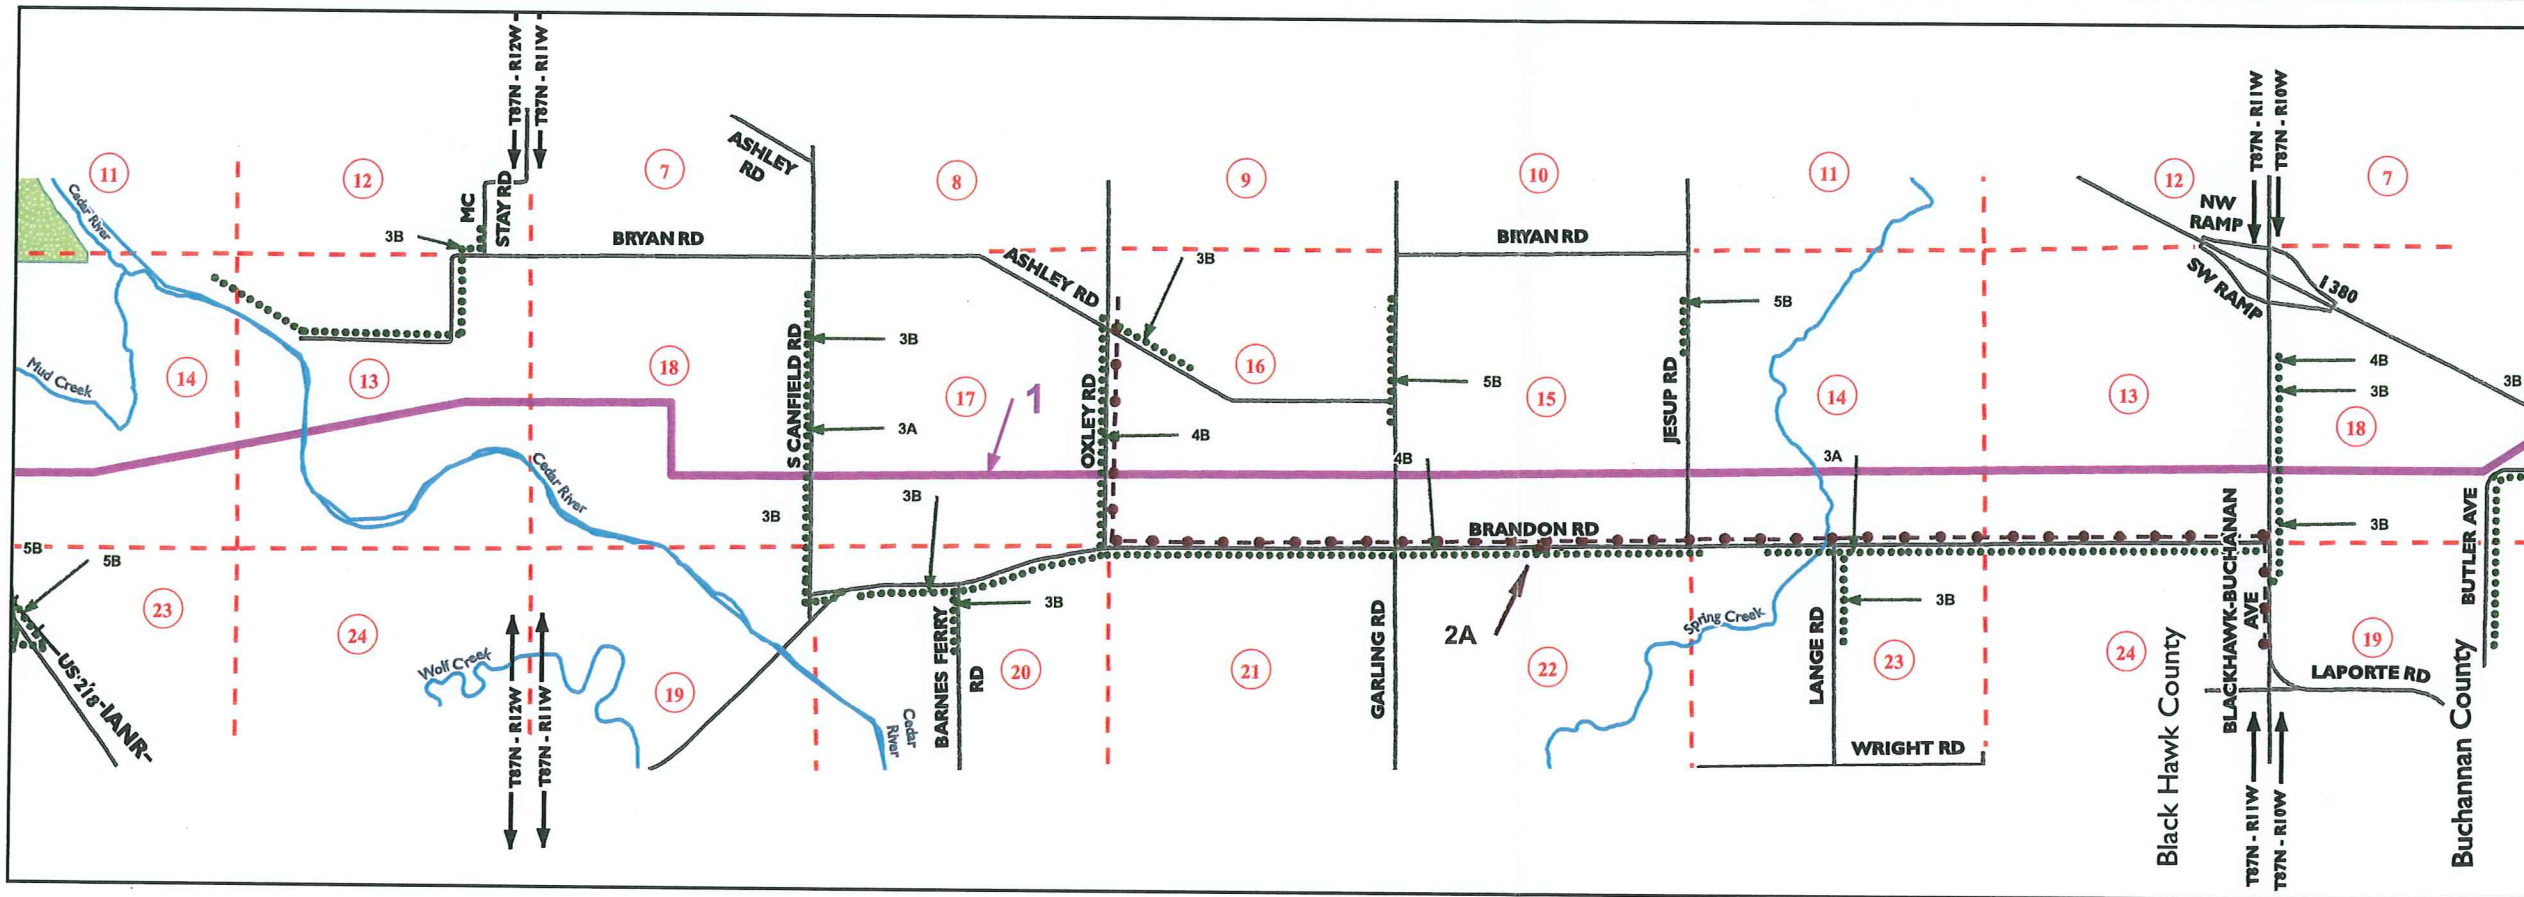 T87N - R12W
T87N - R11W
T87N - R11W
T87N - R10W
ASHLEY
RD
11
12
7
8
9
10
11
12
7
Cedar River
MC
STAY RD
3B
BRYAN RD
BRYAN RD
NW
RAMP
SW RAMP
I 380
ASHLEY RD
3B
5B
Mud Creek
14
13
18
S CANFIELD RD
3B
3A
17
1
OXLEY RD
4B
16
5B
15
JESUP RD
14
13
4B
3B
18
3B
Cedar River
3B
3B
4B
3A
BRANDON RD
3B
BUTLER AVE
5B
5B
23
24
US-218-IANR-
Wolf Creek
19
BARNES FERRY
RD
3B
20
21
GARLING RD
2A
22
Spring Creek
LANGE RD
3B
23
24
BLACKHAWK-BUCHANAN
AVE
19
LAPORTE RD
Cedar
River
WRIGHT RD
Black Hawk County
Buchannan County
T87N - R12W
T87N - R11W
T87N - R11W
T87N - R10W